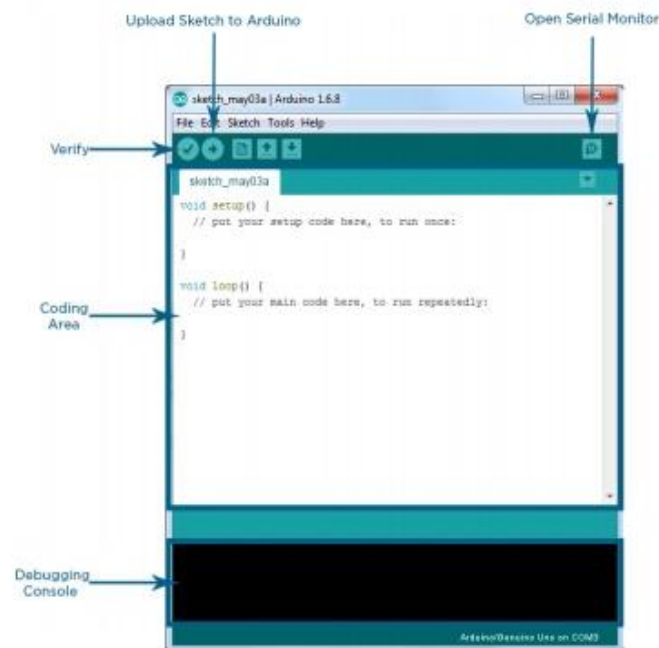 Upload Sketch to Arduino
Open Serial Monitor
sketch_may03a | Arduino 1.6.8
File Edit Sketch Tools Help
Verify
sketch_may03a
void setup() {
// put your setup code here, to run once:
}
void loop() {
// put your main code here, to run repeatedly:
}
Coding
Area
Debugging
Console
Arduino/Genuino Uno on COM3